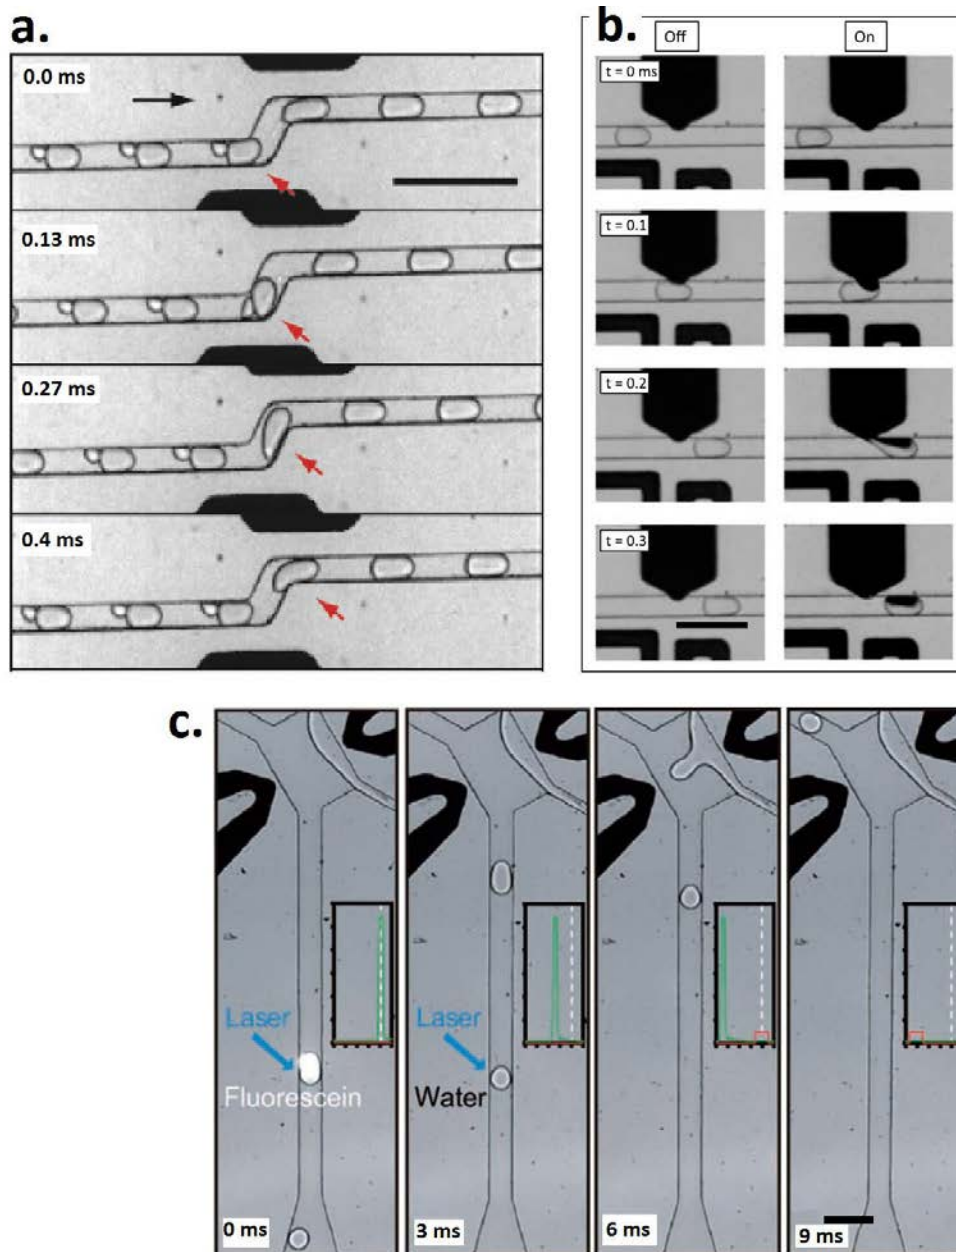 a.
0.0 ms
0.13 ms
0.27 ms
0.4 ms
b.
Off
On
t = 0 ms
t = 0.1
t = 0.2
t = 0.3
c.
Laser
Fluorescein
0 ms
Laser
Water
3 ms
6 ms
9 ms